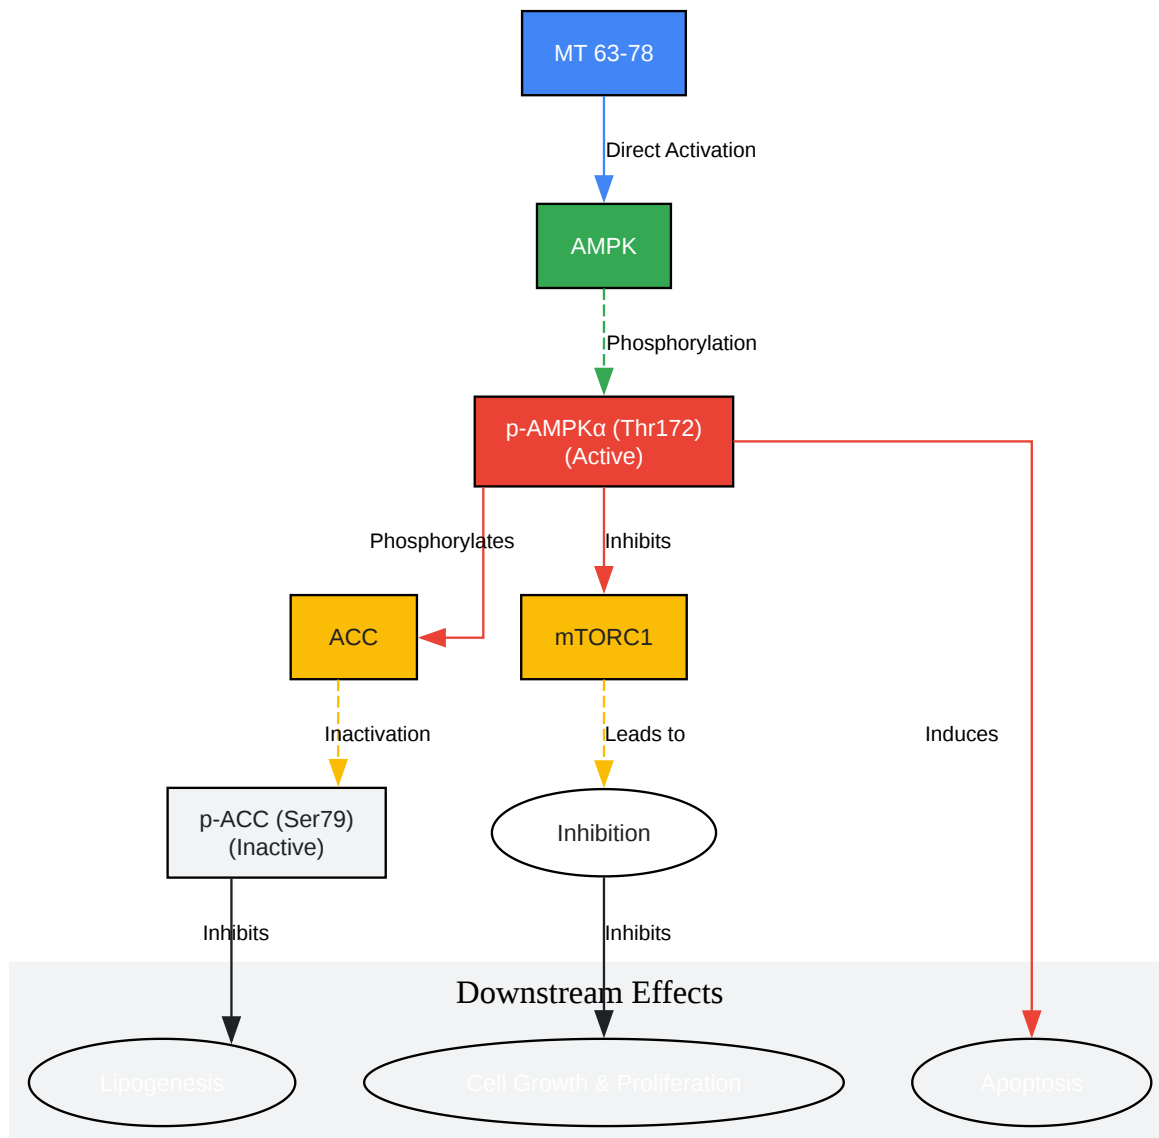 MT 63-78
Direct Activation
AMPK
Phosphorylation
p-AMPKα (Thr172)
(Active)
Phosphorylates
Inhibits
ACC
mTORC1
Inactivation
Leads to
Induces
p-ACC (Ser79)
(Inactive)
Inhibition
Inhibits
Inhibits
Downstream Effects
Lipogenesis
Cell Growth & Proliferation
Apoptosis